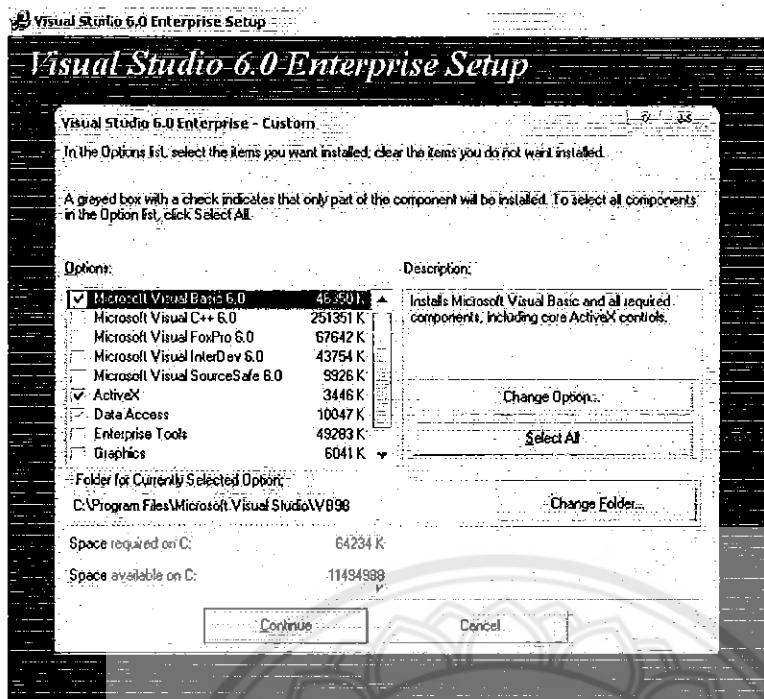 Visual Studio 6.0 Enterprise Setup
Visual Studio 6.0 Enterprise Setup
Visual Studio 6.0 Enterprise - Custom
In the Options list, select the items you want installed; clear the items you do not want installed.
A grayed box with a check indicates that only part of the component will be installed. To select all components
in the Option list, click Select All.
Options:
Microsoft Visual Basic 6.0 46350 K
Microsoft Visual C++ 6.0 251351 K
Microsoft Visual FoxPro 6.0 67642 K
Microsoft Visual InterDev 6.0 43754 K
Microsoft Visual SourceSafe 6.0 9926 K
ActiveX 3446 K
Data Access 10047 K
Enterprise Tools 49283 K
Graphics 6041 K
Description:
Installs Microsoft Visual Basic and all required
components, including core ActiveX controls.
Change Option...
Select All
Folder for Currently Selected Option:
C:\Program Files\Microsoft Visual Studio\VB98
Change Folder...
Space required on C: 64234 K
Space available on C: 11494988
Continue
Cancel